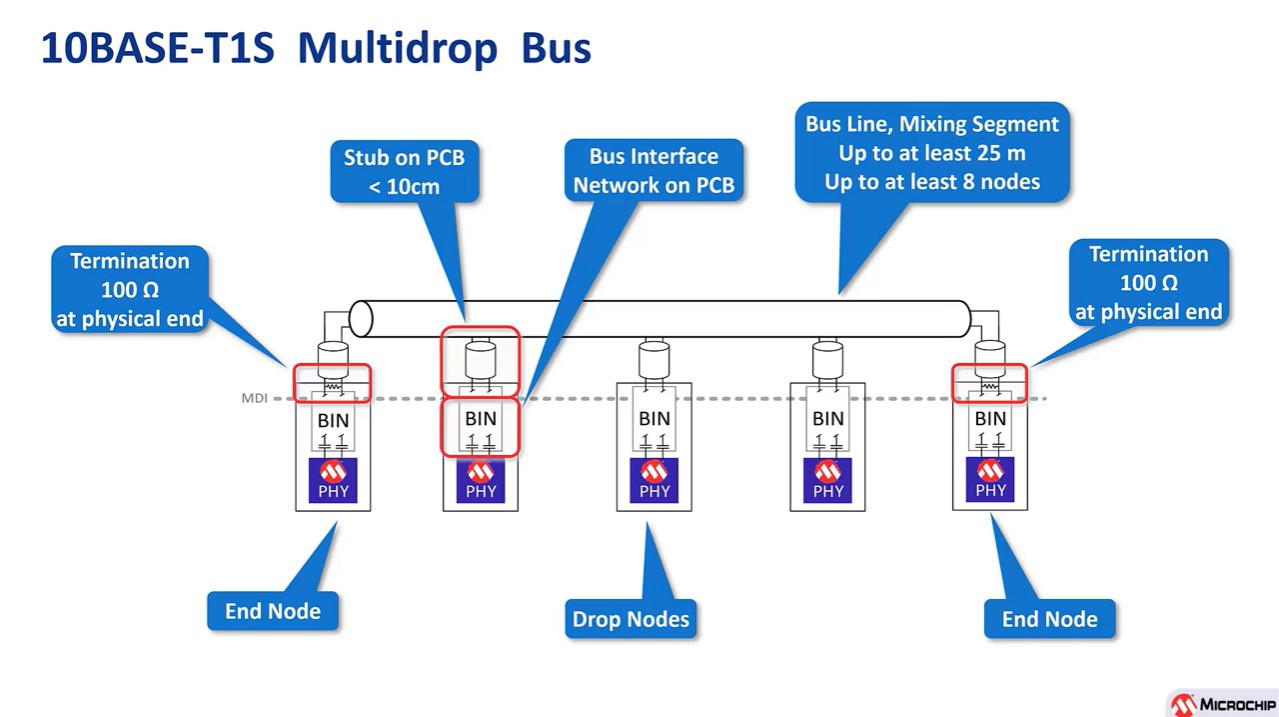 10BASE-T1S Multidrop Bus
Bus Line, Mixing Segment
Up to at least 25 m
Up to at least 8 nodes
Stub on PCB
< 10cm
Bus Interface
Network on PCB
Termination
100 Ω
at physical end
Termination
100 Ω
at physical end
MDI
BIN
PHY
BIN
PHY
BIN
PHY
BIN
PHY
BIN
PHY
End Node
Drop Nodes
End Node
MICROCHIP